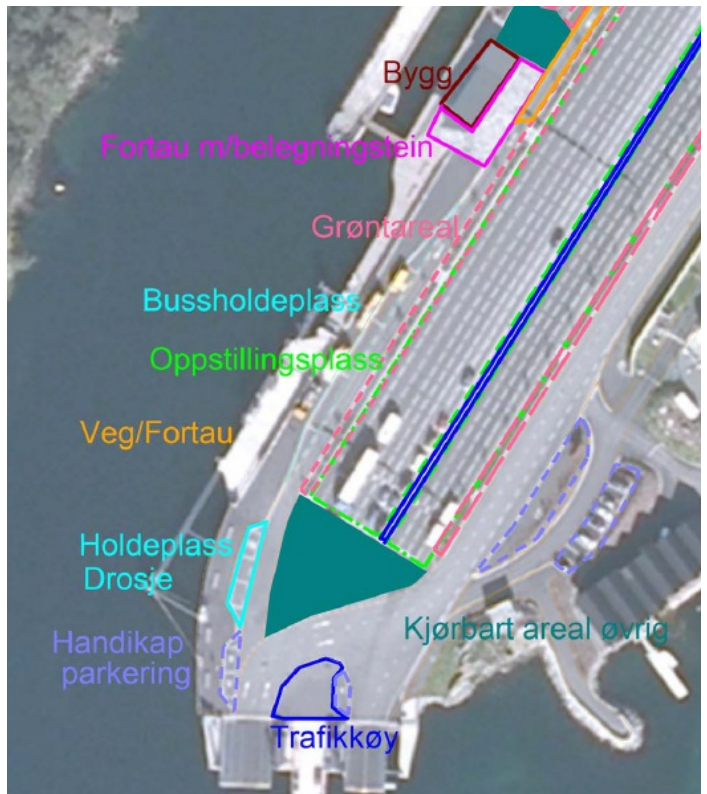 Bygg
Fortau m/belegningstein
Grøntareal
Bussholdeplass
Oppstillingsplass
Veg/Fortau
Holdeplass
Drosje
Kjørbart areal øvrig
Handikap
parkering
Trafikkøy